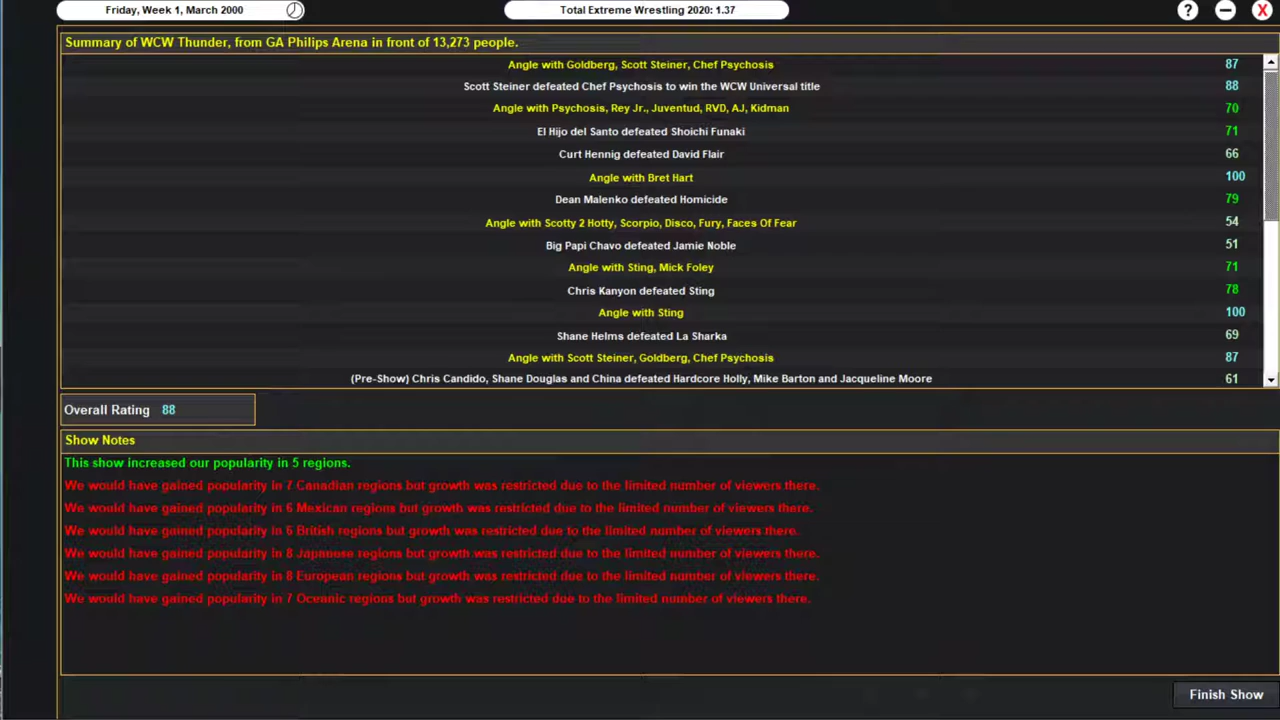 Friday, Week 1, March 2000
Total Extreme Wrestling 2020: 1.37
?
X
Summary of WCW Thunder, from GA Philips Arena in front of 13,273 people.
Angle with Goldberg, Scott Steiner, Chef Psychosis 87
Scott Steiner defeated Chef Psychosis to win the WCW Universal title 88
Angle with Psychosis, Rey Jr., Juventud, RVD, AJ, Kidman 70
El Hijo del Santo defeated Shoichi Funaki 71
Curt Hennig defeated David Flair 66
Angle with Bret Hart 100
Dean Malenko defeated Homicide 79
Angle with Scotty 2 Hotty, Scorpio, Disco, Fury, Faces Of Fear 54
Big Papi Chavo defeated Jamie Noble 51
Angle with Sting, Mick Foley 71
Chris Kanyon defeated Sting 78
Angle with Sting 100
Shane Helms defeated La Sharka 69
Angle with Scott Steiner, Goldberg, Chef Psychosis 87
(Pre-Show) Chris Candido, Shane Douglas and China defeated Hardcore Holly, Mike Barton and Jacqueline Moore 61
Overall Rating 88
Show Notes
This show increased our popularity in 5 regions.
We would have gained popularity in 7 Canadian regions but growth was restricted due to the limited number of viewers there.
We would have gained popularity in 6 Mexican regions but growth was restricted due to the limited number of viewers there.
We would have gained popularity in 6 British regions but growth was restricted due to the limited number of viewers there.
We would have gained popularity in 8 Japanese regions but growth was restricted due to the limited number of viewers there.
We would have gained popularity in 8 European regions but growth was restricted due to the limited number of viewers there.
We would have gained popularity in 7 Oceanic regions but growth was restricted due to the limited number of viewers there.
Finish Show